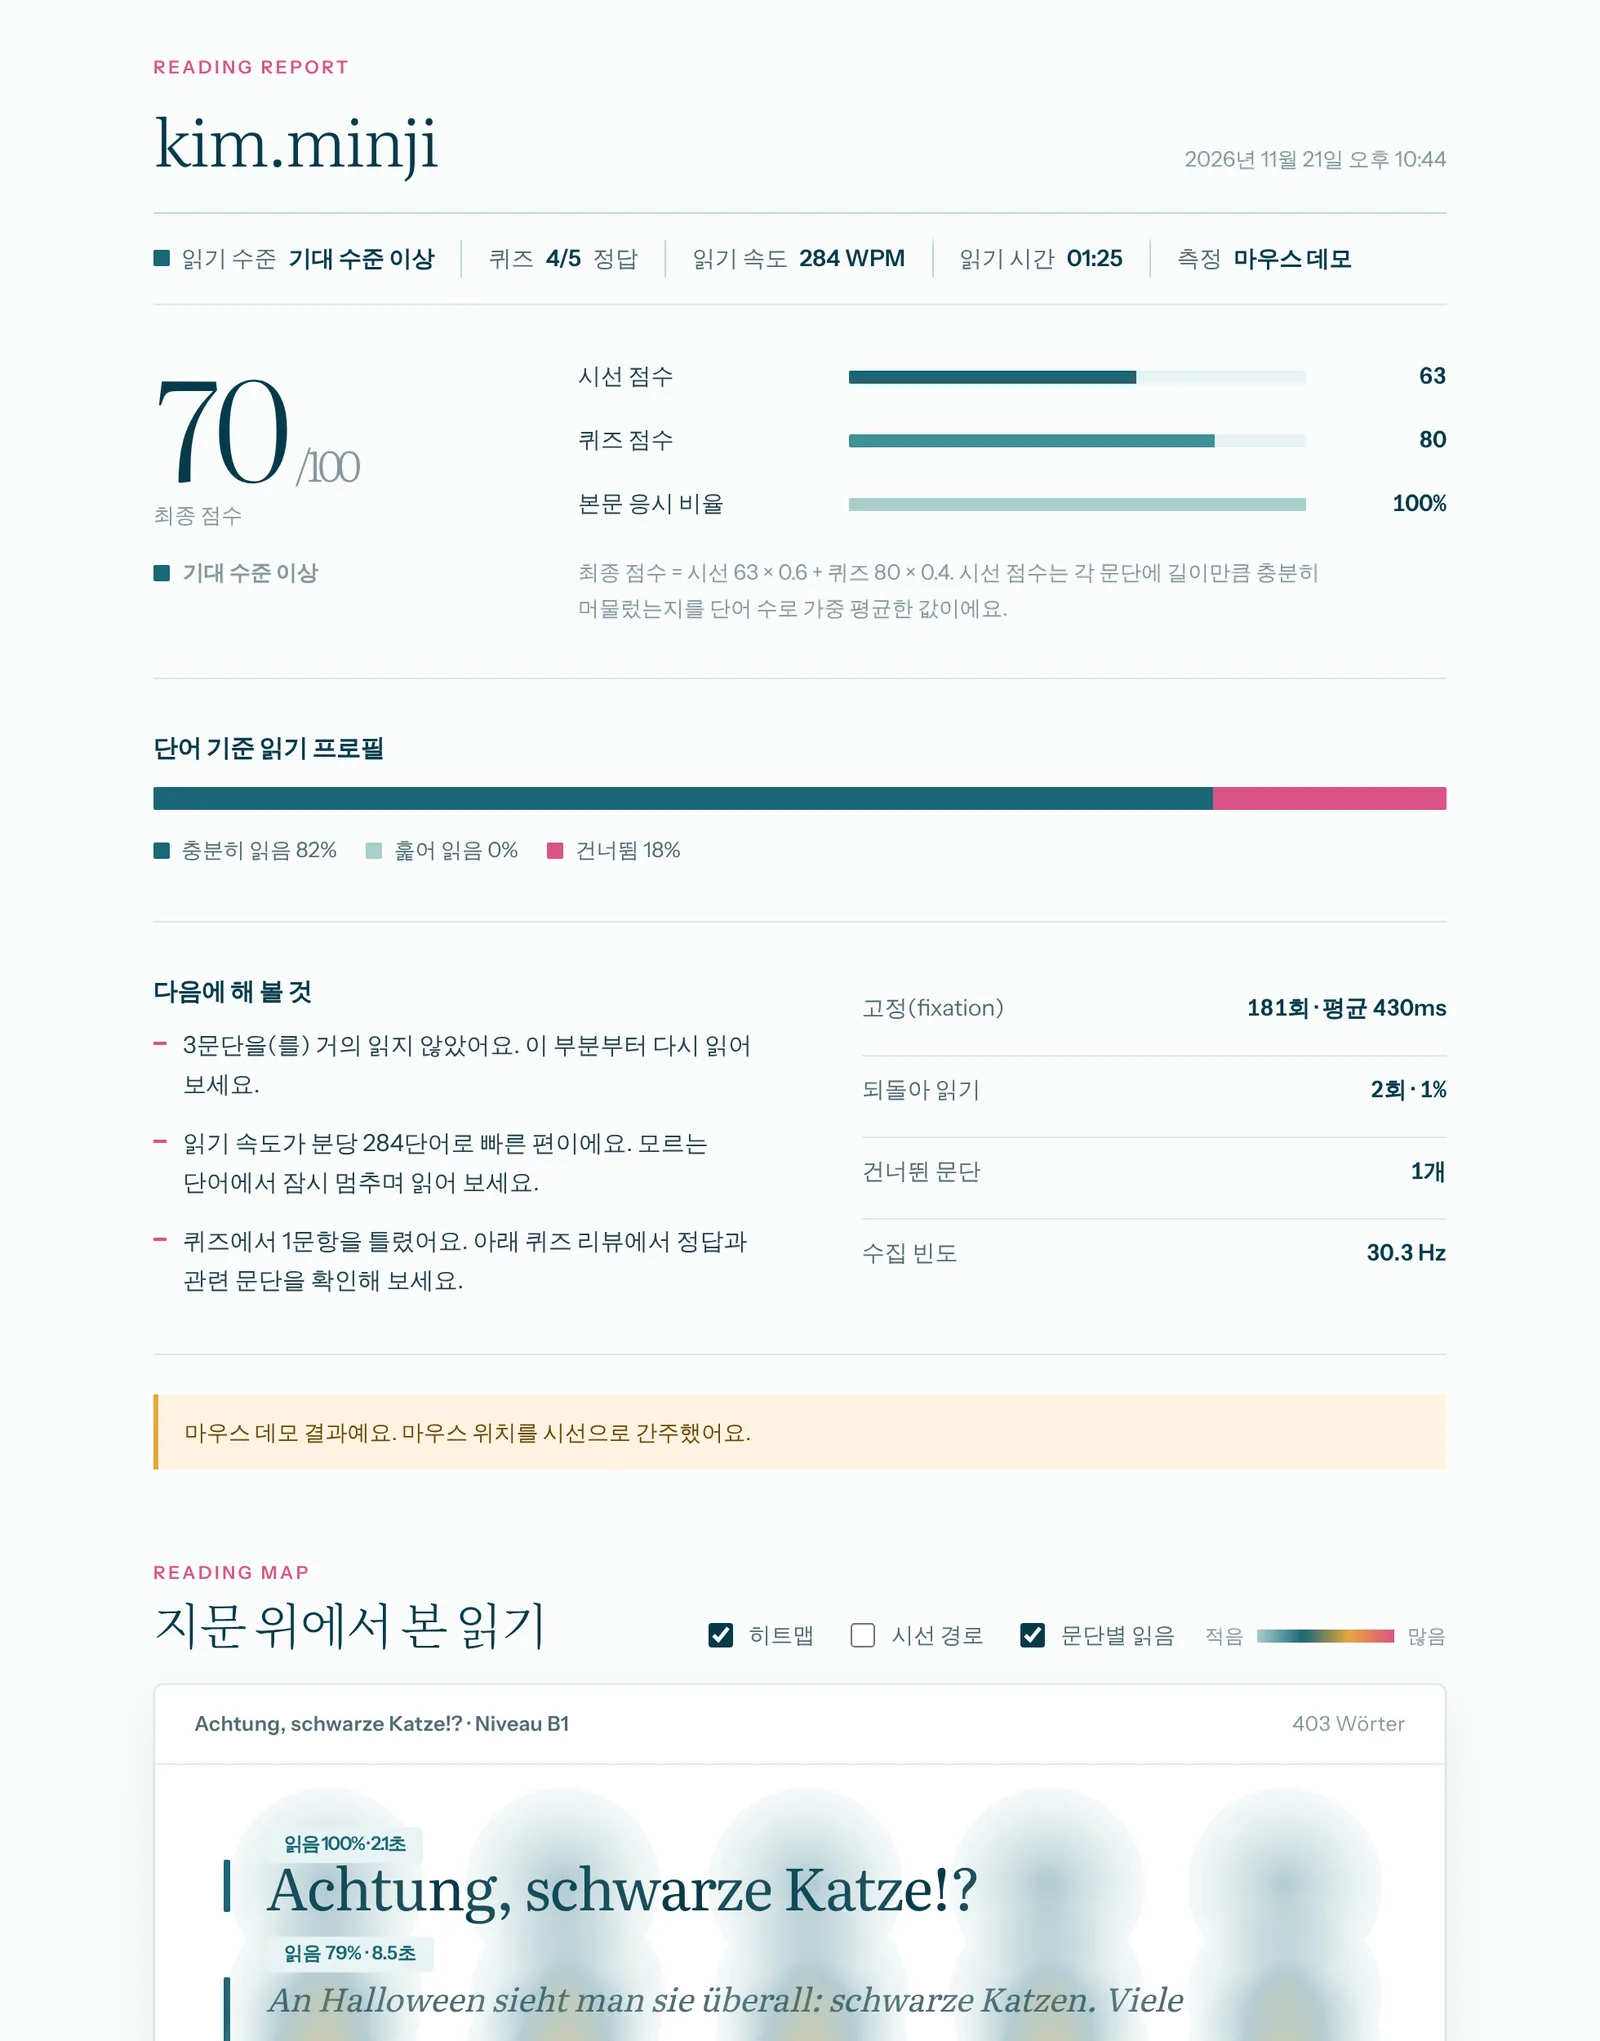 READING REPORT
kim.minji
2026년 11월 21일 오후 10:44
읽기 수준 기대 수준 이상
퀴즈 4/5 정답
읽기 속도 284 WPM
읽기 시간 01:25
측정 마우스 데모
70/100
최종 점수
기대 수준 이상
시선 점수 63
퀴즈 점수 80
본문 응시 비율 100%
최종 점수 = 시선 63 × 0.6 + 퀴즈 80 × 0.4. 시선 점수는 각 문단에 길이만큼 충분히
머물렀는지를 단어 수로 가중 평균한 값이에요.
단어 기준 읽기 프로필
충분히 읽음 82% 훑어 읽음 0% 건너뜀 18%
다음에 해 볼 것
3문단을(를) 거의 읽지 않았어요. 이 부분부터 다시 읽어
보세요.
읽기 속도가 분당 284단어로 빠른 편이에요. 모르는
단어에서 잠시 멈추며 읽어 보세요.
퀴즈에서 1문항을 틀렸어요. 아래 퀴즈 리뷰에서 정답과
관련 문단을 확인해 보세요.
고정(fixation) 181회 · 평균 430ms
되돌아 읽기 2회 · 1%
건너뛴 문단 1개
수집 빈도 30.3 Hz
마우스 데모 결과예요. 마우스 위치를 시선으로 간주했어요.
READING MAP
지문 위에서 본 읽기
히트맵 시선 경로 문단별 읽음 적음 많음
Achtung, schwarze Katze!? · Niveau B1
403 Wörter
읽음 100% · 2.1초
Achtung, schwarze Katze!?
읽음 79% · 8.5초
An Halloween sieht man sie überall: schwarze Katzen. Viele